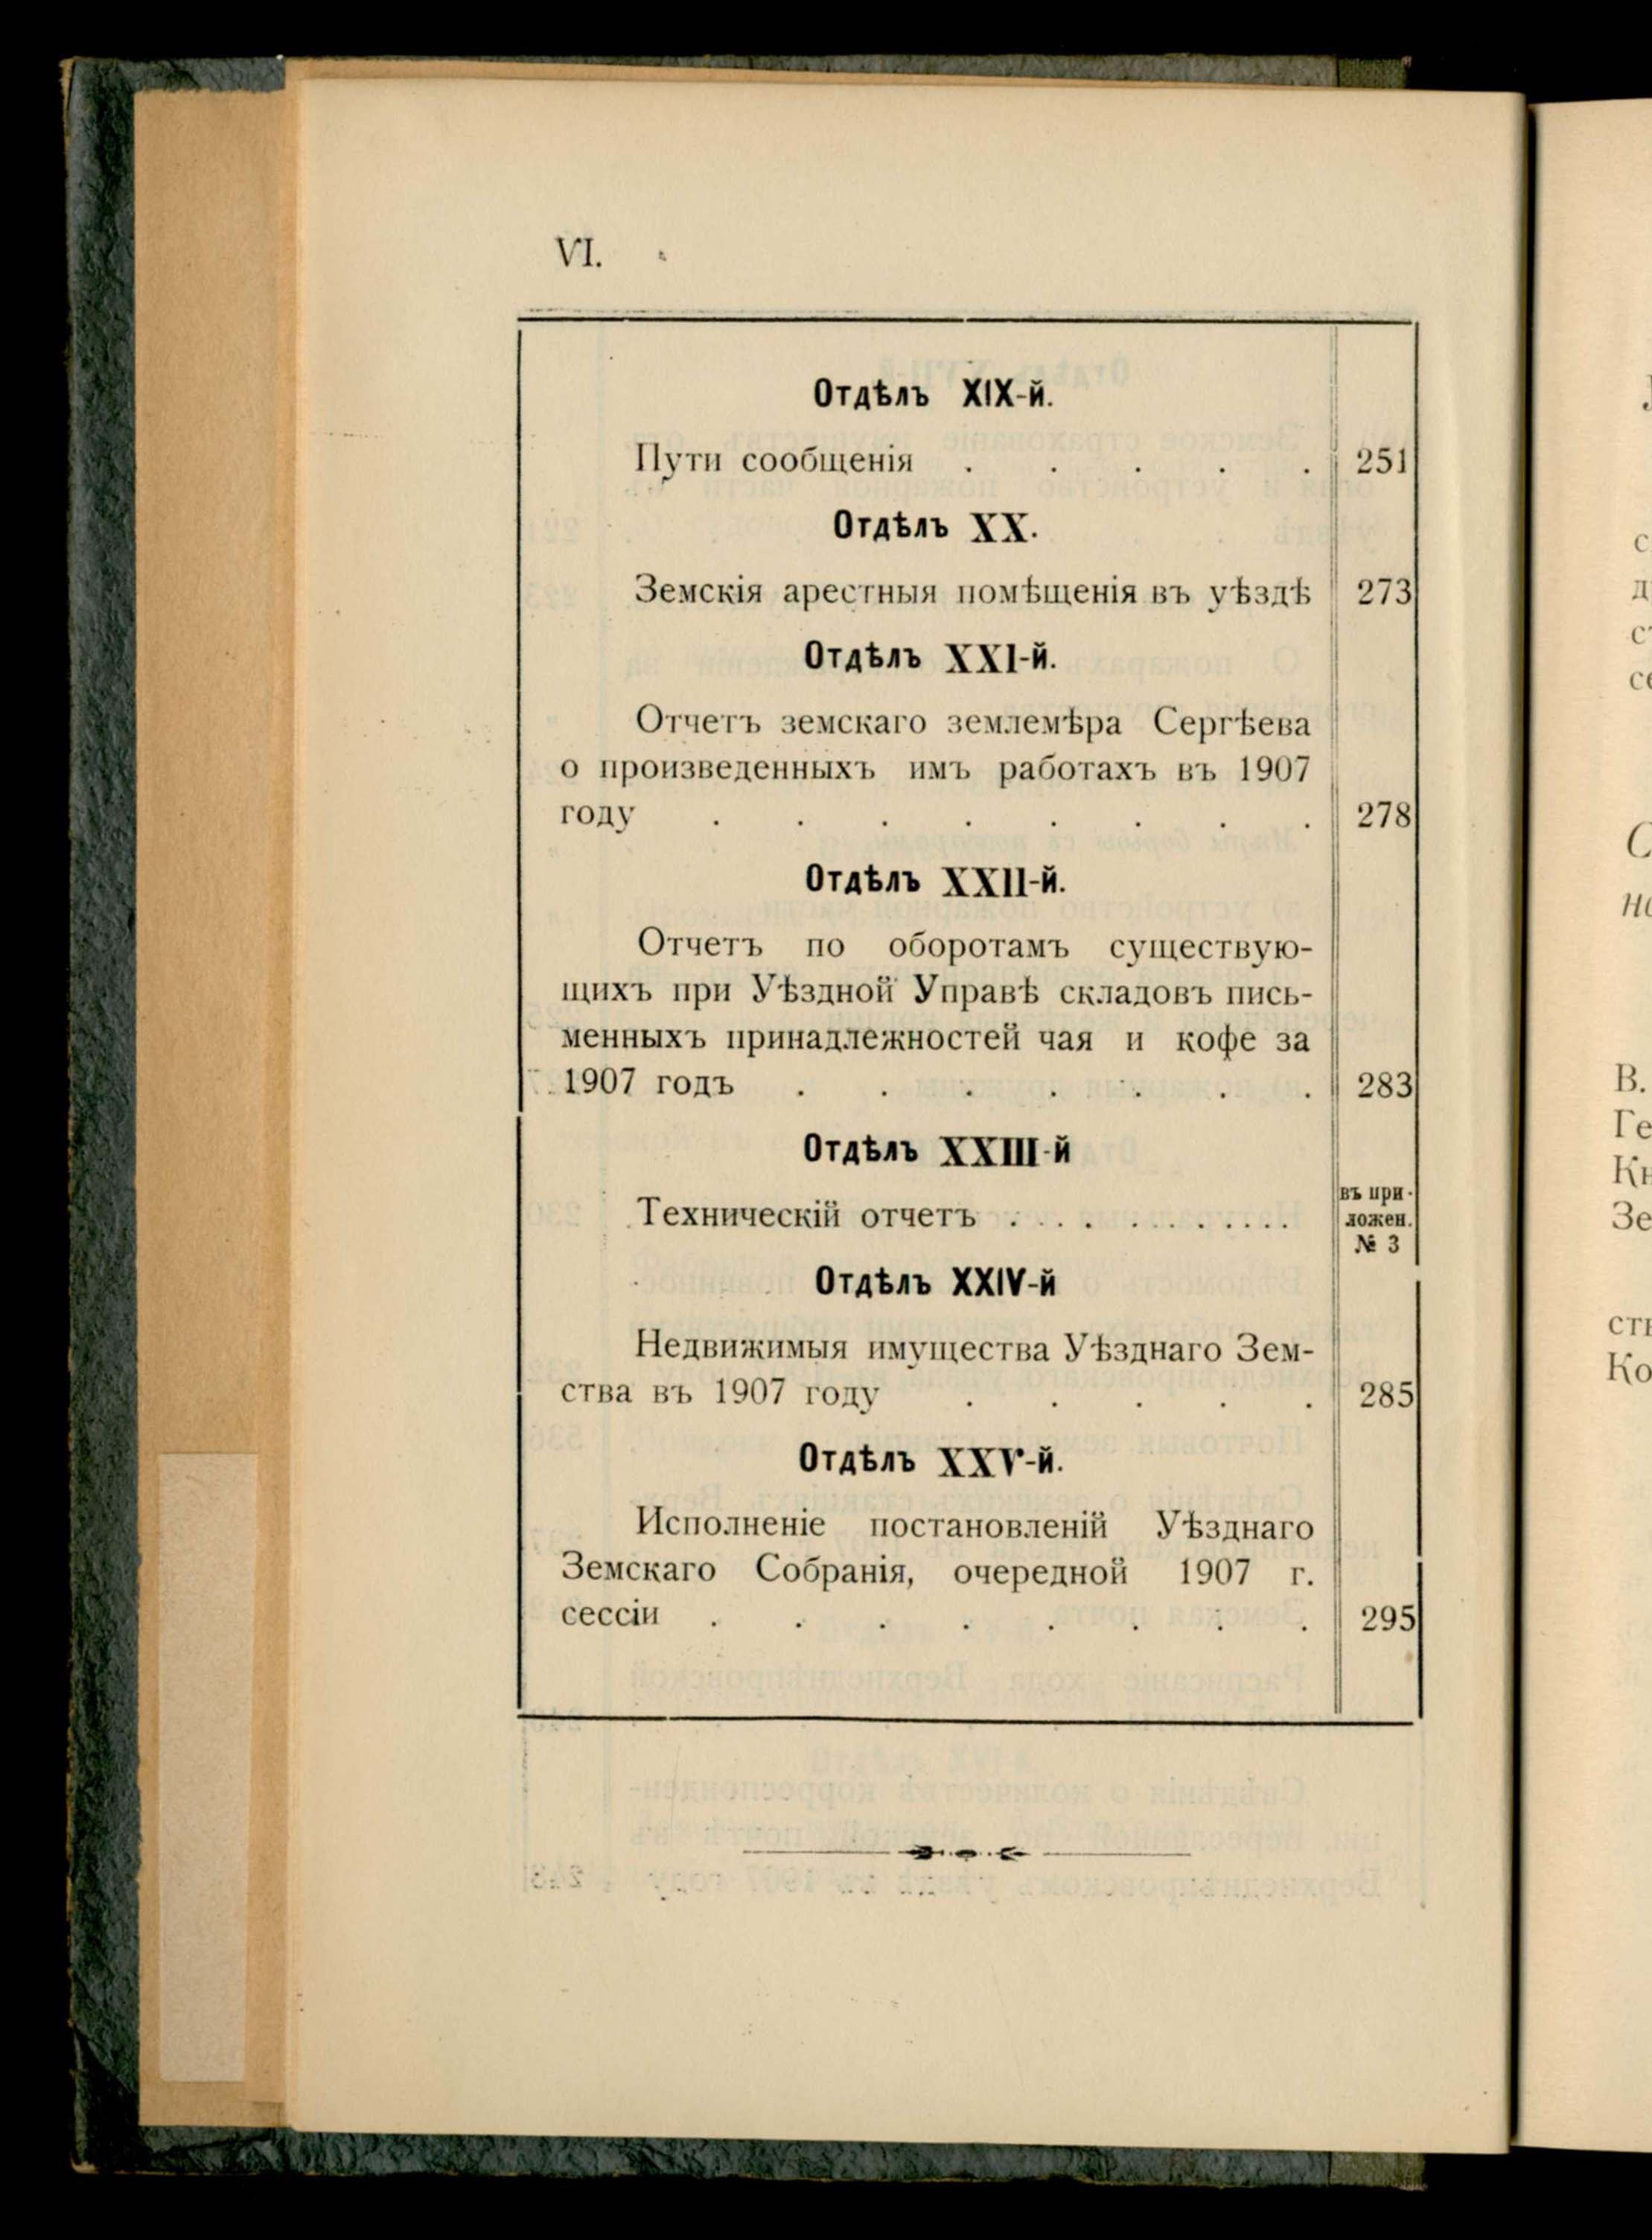 VI.
Отдѣлъ XIX-й.
Пути сообщенія . . . . . 251
Отдѣлъ XX.
Земскія арестныя помѣщенія въ уѣздѣ 273
Отдѣлъ XXI-й.
Отчетъ земскаго землемѣра Сергѣева
о произведенныхъ имъ работахъ въ 1907
году . . . . . . . . 278
Отдѣлъ XXII-й.
Отчетъ по оборотамъ существую-
щихъ при Уѣздной Управѣ складовъ пись-
менныхъ принадлежностей чая и кофе за
1907 годъ . . . . . . . 283
Отдѣлъ XXIII-й
Техническій отчетъ . . . . . . . . . . . . въ при-
ложен.
№ 3
Отдѣлъ XXIV-й
Недвижимыя имущества Уѣзднаго Зем-
ства въ 1907 году . . . . . 285
Отдѣлъ XXV-й.
Исполненіе постановленій Уѣзднаго
Земскаго Собранія, очередной 1907 г.
сессіи . . . . . . . . 295